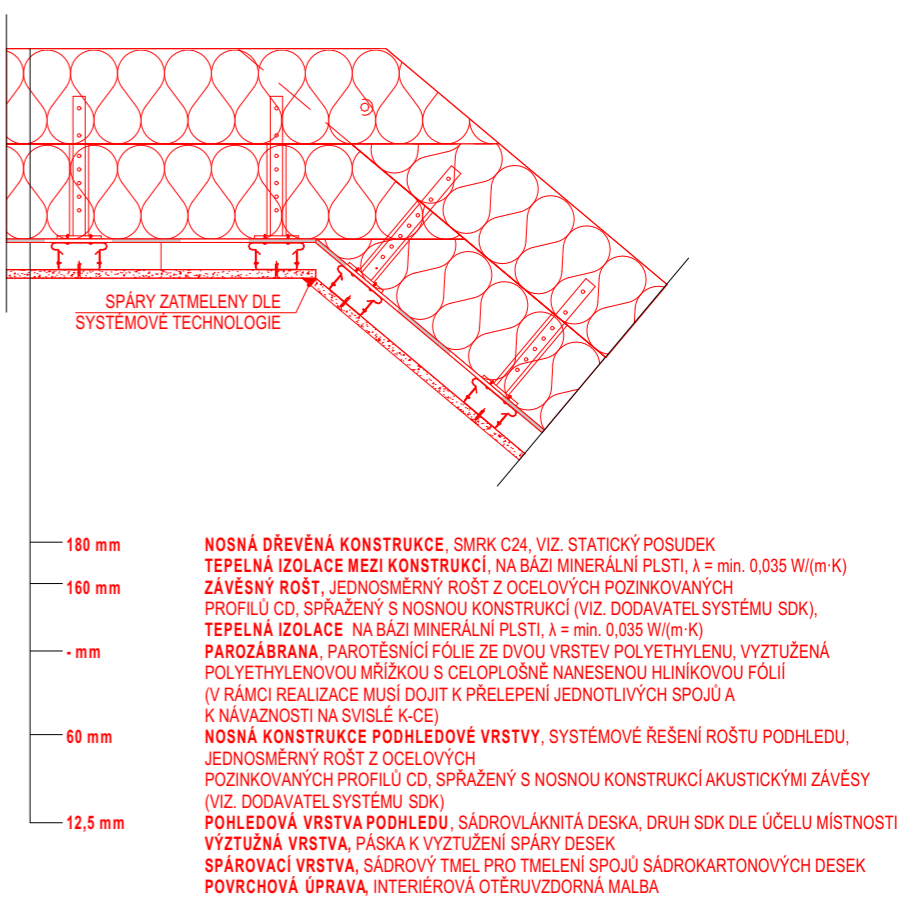 SPÁRY ZATMELENY DLE
SYSTÉMOVÉ TECHNOLOGIE
180 mm NOSNÁ DŘEVĚNÁ KONSTRUKCE, SMRK C24, VIZ. STATICKÝ POSUDEK
TEPELNÁ IZOLACE MEZI KONSTRUKCÍ, NA BÁZI MINERÁLNÍ PLSTI, λ = min. 0,035 W/(m·K)
160 mm ZÁVĚSNÝ ROŠT, JEDNOSMĚRNÝ ROŠT Z OCELOVÝCH POZINKOVANÝCH
PROFILŮ CD, SPŘAŽENÝ S NOSNOU KONSTRUKCÍ (VIZ. DODAVATEL SYSTÉMU SDK),
TEPELNÁ IZOLACE NA BÁZI MINERÁLNÍ PLSTI, λ = min. 0,035 W/(m·K)
- mm PAROZÁBRANA, PAROTĚSNÍCÍ FÓLIE ZE DVOU VRSTEV POLYETHYLENU, VYZTUŽENÁ
POLYETHYLENOVOU MŘÍŽKOU S CELOPLOŠNĚ NANESENOU HLINÍKOVOU FÓLIÍ
(V RÁMCI REALIZACE MUSÍ DOJIT K PŘELEPENÍ JEDNOTLIVÝCH SPOJŮ A
K NÁVAZNOSTI NA SVISLÉ K-CE)
60 mm NOSNÁ KONSTRUKCE PODHLEDOVÉ VRSTVY, SYSTÉMOVÉ ŘEŠENÍ ROŠTU PODHLEDU,
JEDNOSMĚRNÝ ROŠT Z OCELOVÝCH
POZINKOVANÝCH PROFILŮ CD, SPŘAŽENÝ S NOSNOU KONSTRUKCÍ AKUSTICKÝMI ZÁVĚSY
(VIZ. DODAVATEL SYSTÉMU SDK)
12,5 mm POHLEDOVÁ VRSTVA PODHLEDU, SÁDROVLÁKNITÁ DESKA, DRUH SDK DLE ÚČELU MÍSTNOSTI
VÝZTUŽNÁ VRSTVA, PÁSKA K VYZTUŽENÍ SPÁRY DESEK
SPÁROVACÍ VRSTVA, SÁDROVÝ TMEL PRO TMELENÍ SPOJŮ SÁDROKARTONOVÝCH DESEK
POVRCHOVÁ ÚPRAVA, INTERIÉROVÁ OTĚRUVZDORNÁ MALBA